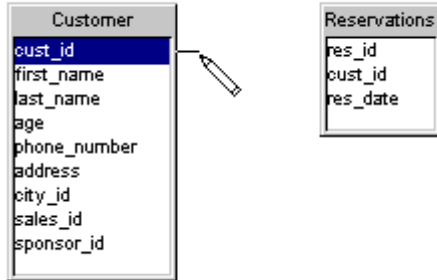 Customer
cust_id
first_name
last_name
age
phone_number
address
city_id
sales_id
sponsor_id
Reservations
res_id
cust_id
res_date